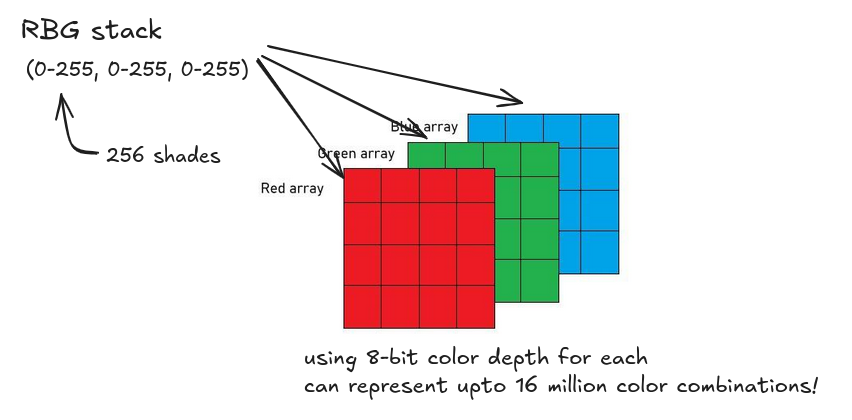 RBG stack
(0-255, 0-255, 0-255)
256 shades
Blue array
Green array
Red array
using 8-bit color depth for each
can represent upto 16 million color combinations!